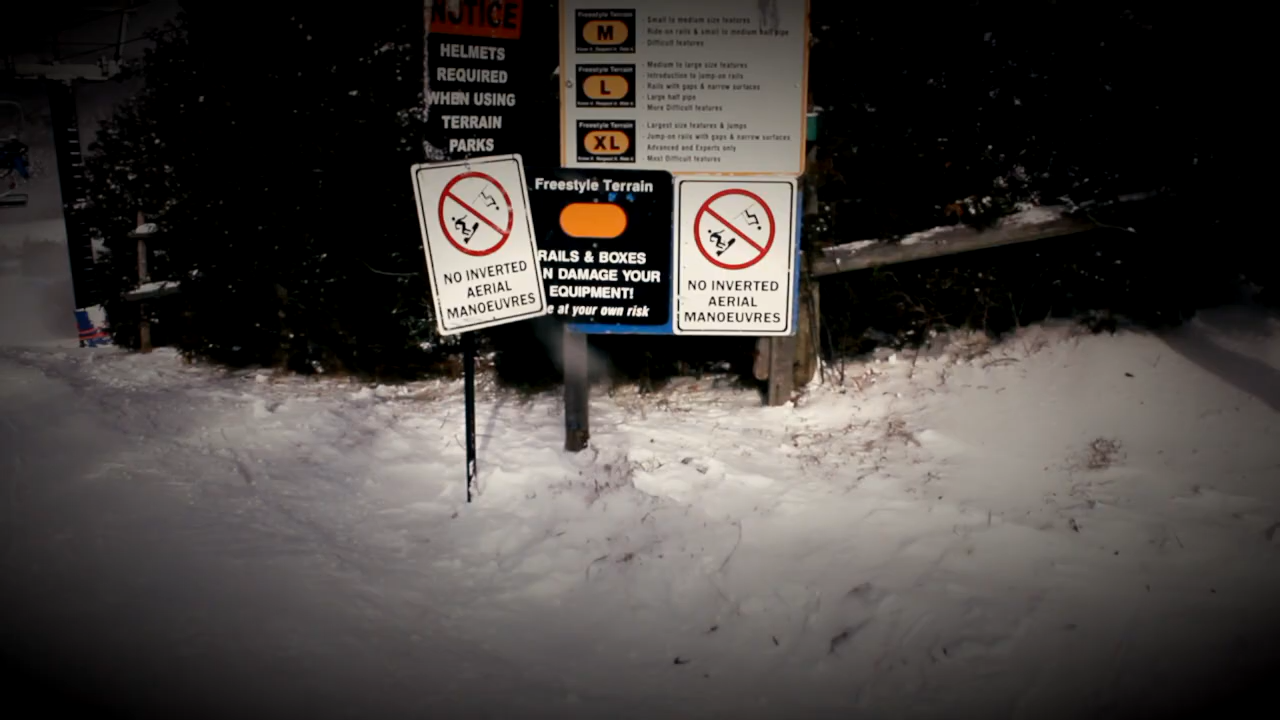 NOTICE
HELMETS
REQUIRED
WHEN USING
TERRAIN
PARKS
Freestyle Terrain
M
- Small to medium size features
- Ride-on rails & small to medium half pipe
- Difficult features
Freestyle Terrain
L
- Medium to large size features
- Introduction to jump-on rails
- Rails with gaps & narrow surfaces
- Large half pipe
- More Difficult features
Freestyle Terrain
XL
- Largest size features & jumps
- Jump-on rails with gaps & narrow surfaces
- Advanced and Experts only
- Most Difficult features
NO INVERTED
AERIAL
MANOEUVRES
Freestyle Terrain
RAILS & BOXES
N DAMAGE YOUR
EQUIPMENT!
e at your own risk
NO INVERTED
AERIAL
MANOEUVRES